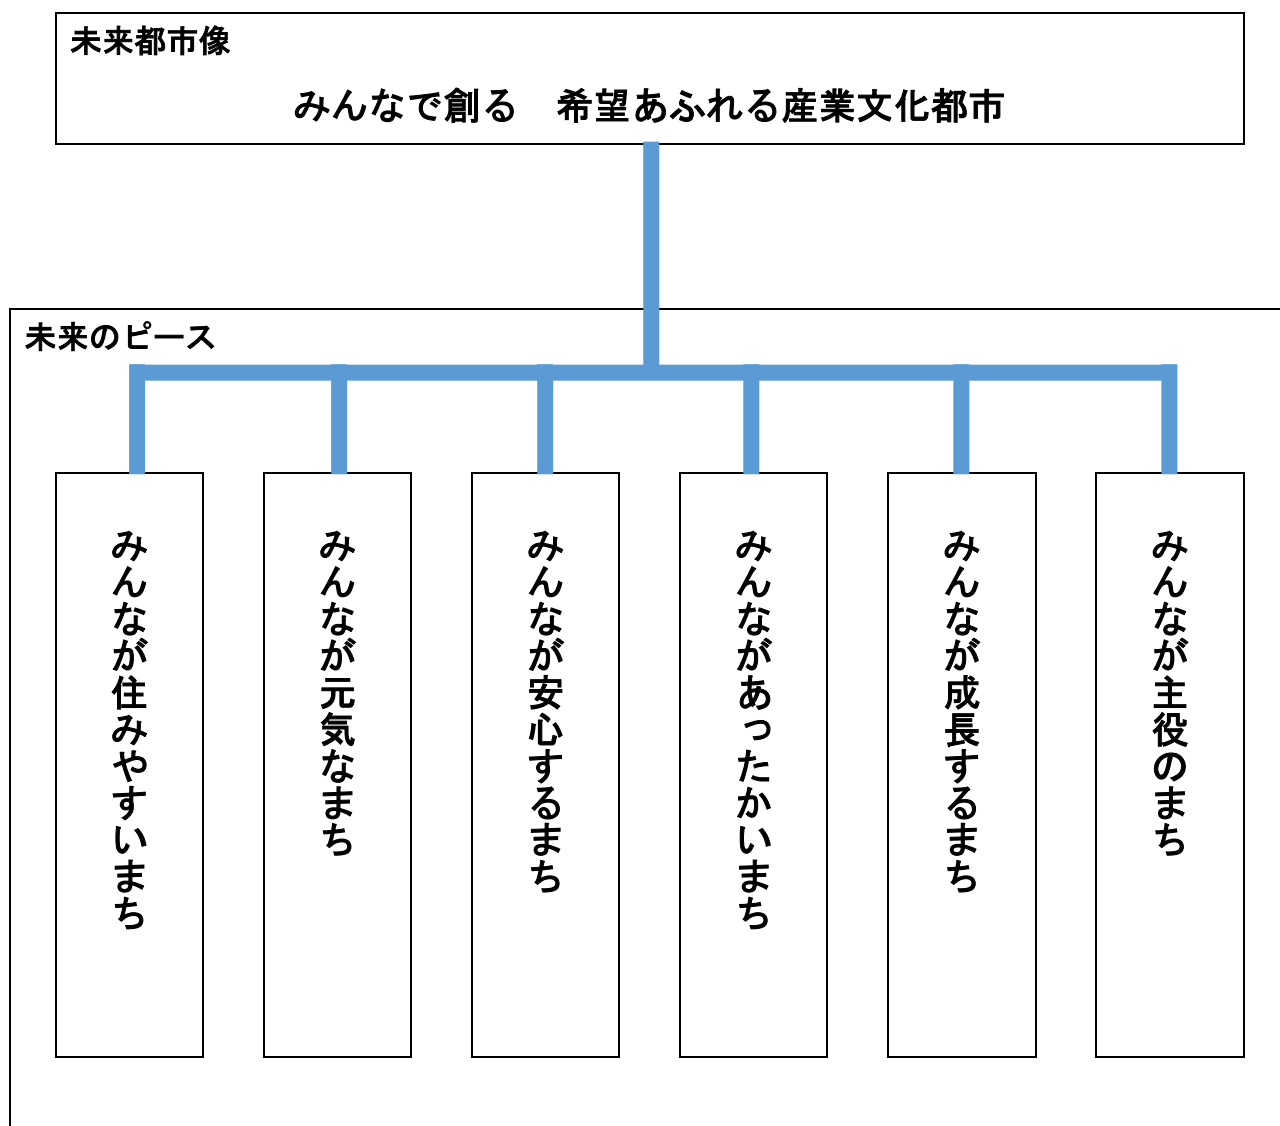 未来都市像
みんなで創る　希望あふれる産業文化都市
未来のピース
みんなが住みやすいまち
みんなが元気なまち
みんなが安心するまち
みんながあったかいまち
みんなが成長するまち
みんなが主役のまち